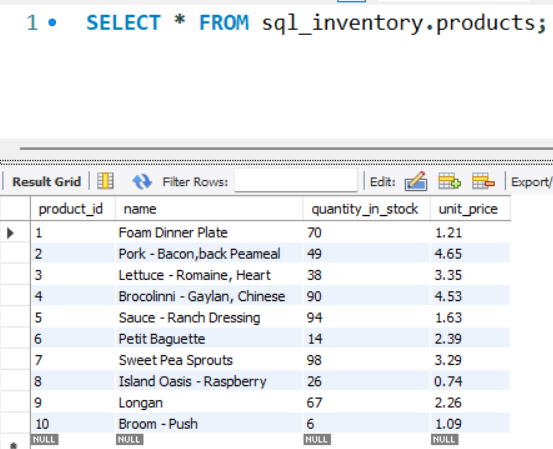 1 SELECT * FROM sql_inventory.products;
Result Grid Filter Rows: Edit: Export/
product_id name quantity_in_stock unit_price
1 Foam Dinner Plate 70 1.21
2 Pork - Bacon,back Peameal 49 4.65
3 Lettuce - Romaine, Heart 38 3.35
4 Brocolinni - Gaylan, Chinese 90 4.53
5 Sauce - Ranch Dressing 94 1.63
6 Petit Baguette 14 2.39
7 Sweet Pea Sprouts 98 3.29
8 Island Oasis - Raspberry 26 0.74
9 Longan 67 2.26
10 Broom - Push 6 1.09
NULL NULL NULL NULL